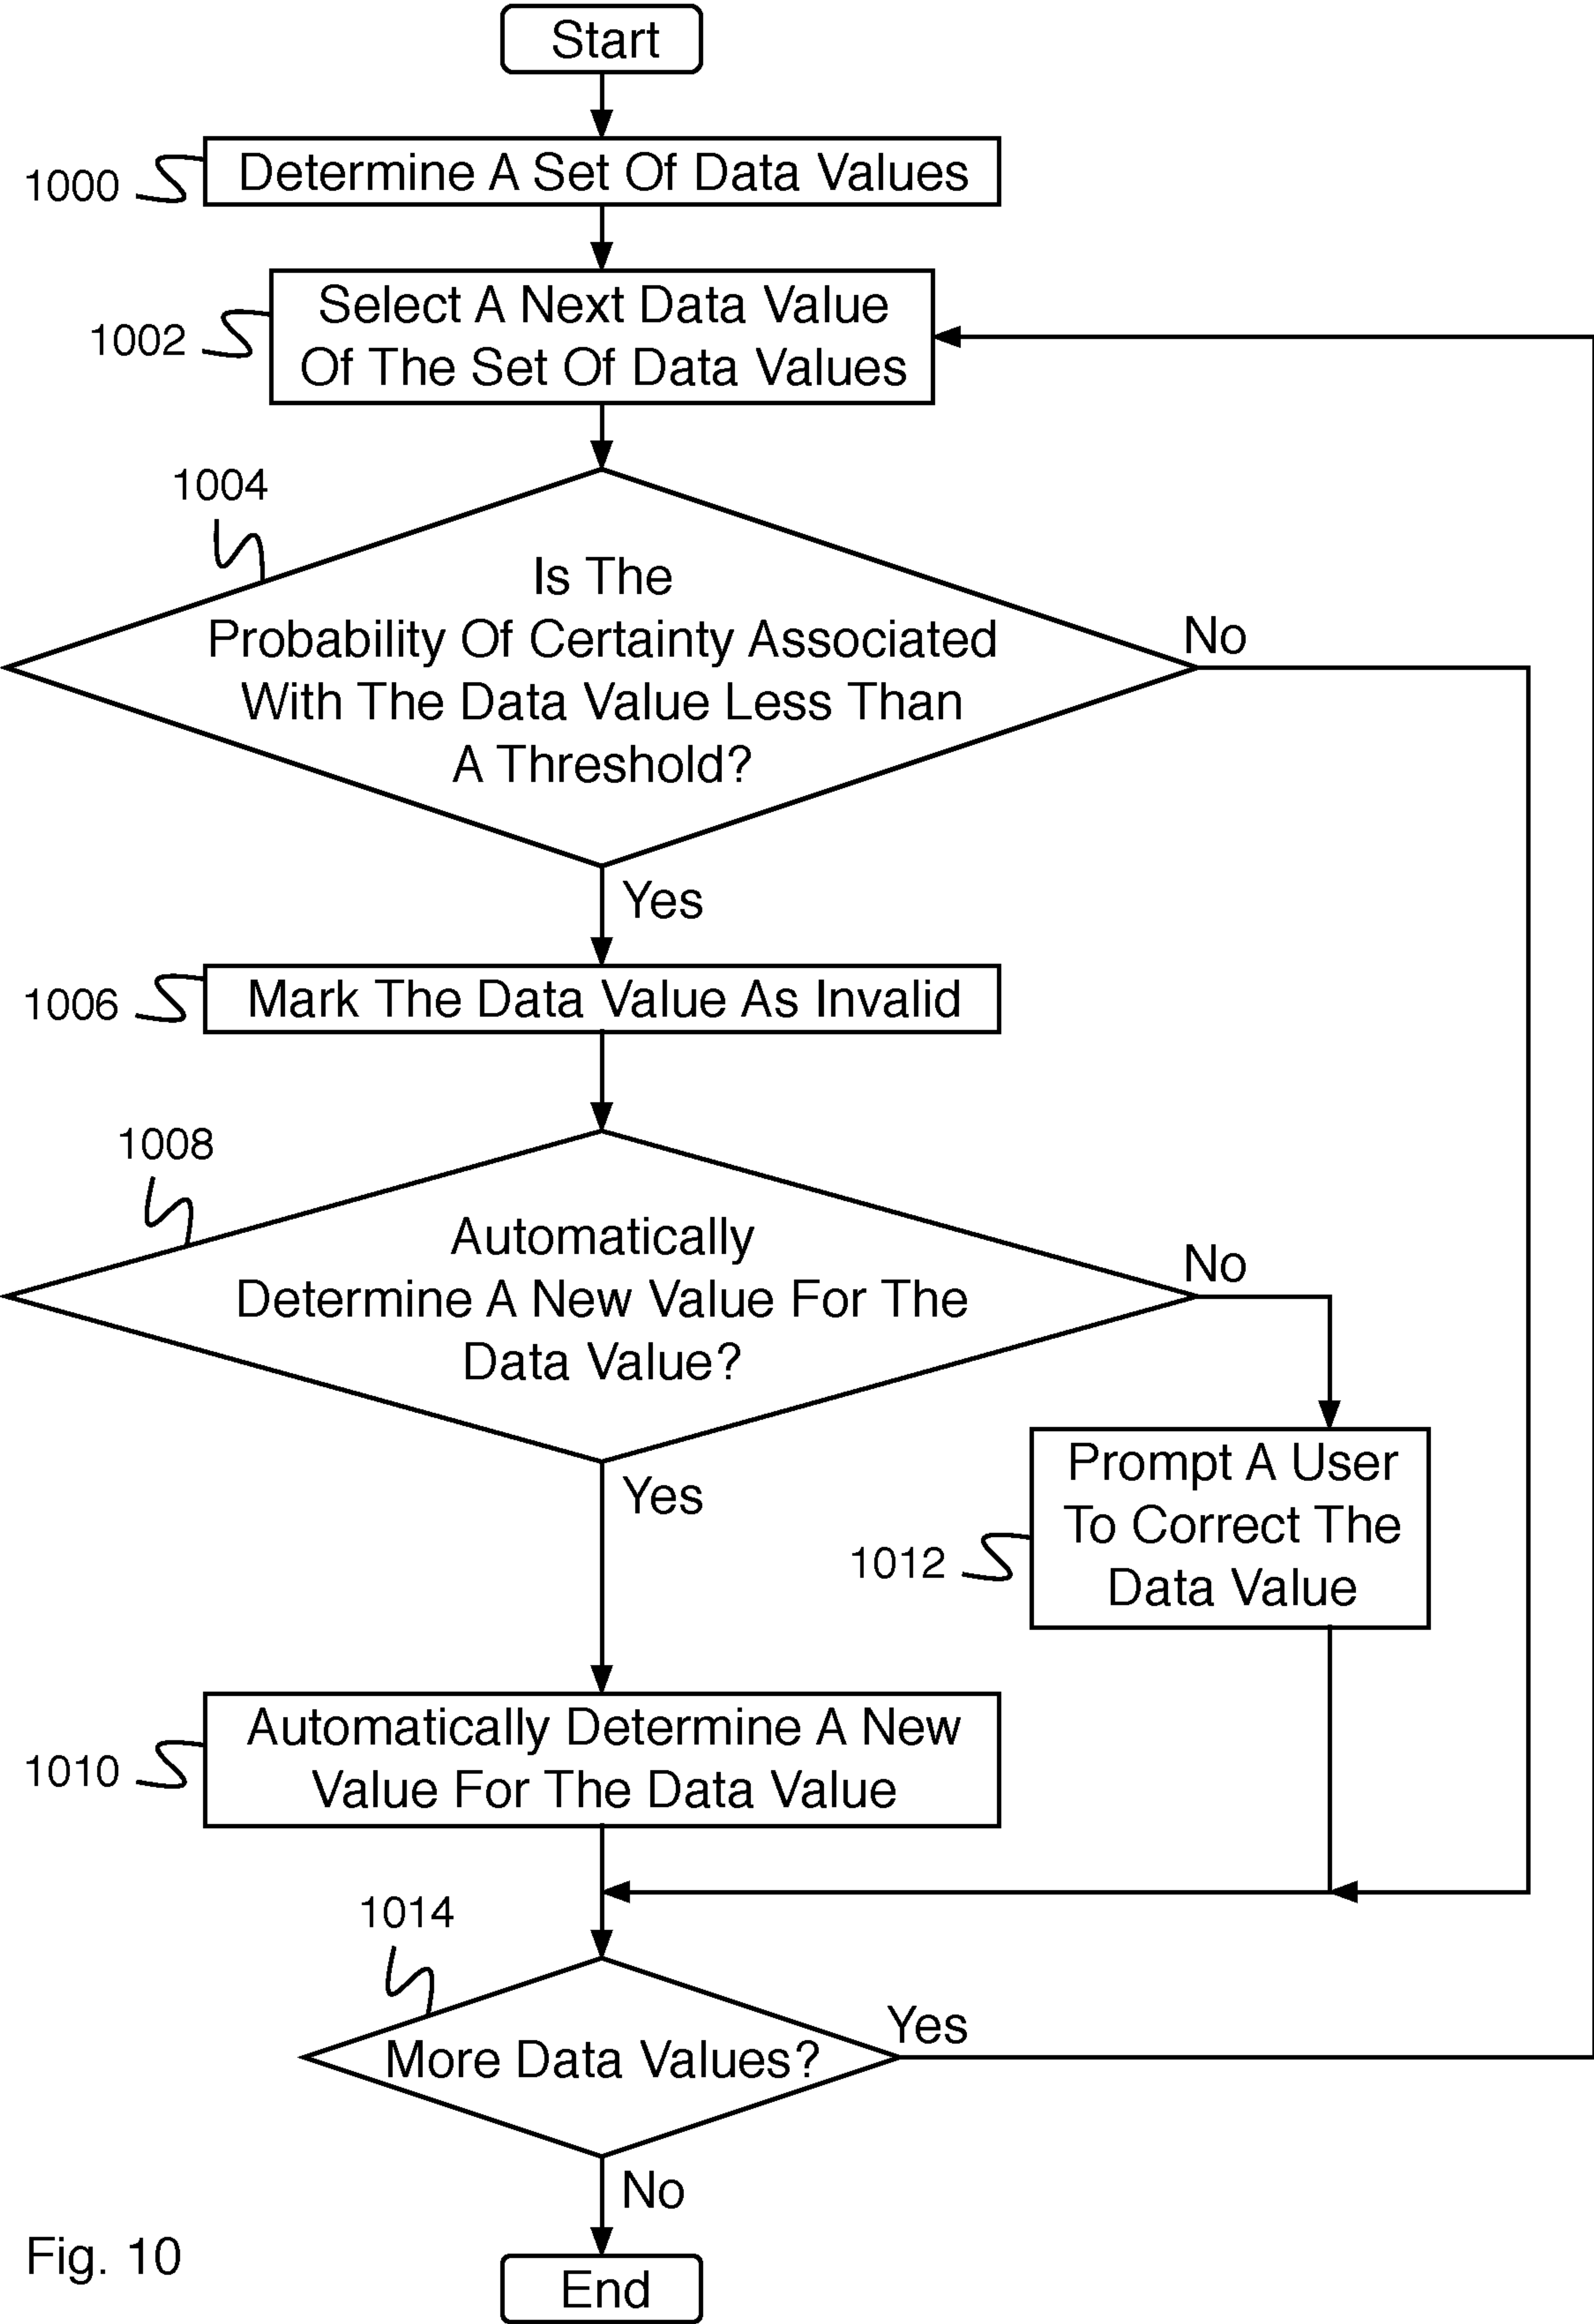 Start
1000
Determine A Set Of Data Values
1002
Select A Next Data Value
Of The Set Of Data Values
1004
Is The
Probability Of Certainty Associated
With The Data Value Less Than
A Threshold?
No
Yes
1006
Mark The Data Value As Invalid
1008
Automatically
Determine A New Value For The
Data Value?
No
Yes
1012
Prompt A User
To Correct The
Data Value
1010
Automatically Determine A New
Value For The Data Value
1014
More Data Values?
Yes
No
End
Fig. 10